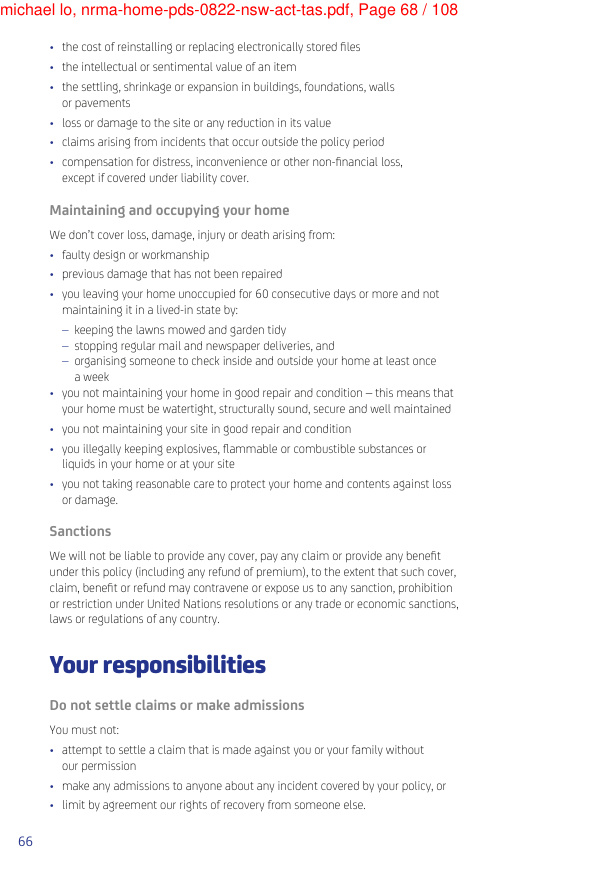 michael lo, nrma-home-pds-0822-nsw-act-tas.pdf, Page 68 / 108
• the cost of reinstalling or replacing electronically stored files
• the intellectual or sentimental value of an item
• the settling, shrinkage or expansion in buildings, foundations, walls
or pavements
• loss or damage to the site or any reduction in its value
• claims arising from incidents that occur outside the policy period
• compensation for distress, inconvenience or other non-financial loss,
except if covered under liability cover.
Maintaining and occupying your home
We don’t cover loss, damage, injury or death arising from:
• faulty design or workmanship
• previous damage that has not been repaired
• you leaving your home unoccupied for 60 consecutive days or more and not
maintaining it in a lived-in state by:
– keeping the lawns mowed and garden tidy
– stopping regular mail and newspaper deliveries, and
– organising someone to check inside and outside your home at least once
a week
• you not maintaining your home in good repair and condition – this means that
your home must be watertight, structurally sound, secure and well maintained
• you not maintaining your site in good repair and condition
• you illegally keeping explosives, flammable or combustible substances or
liquids in your home or at your site
• you not taking reasonable care to protect your home and contents against loss
or damage.
Sanctions
We will not be liable to provide any cover, pay any claim or provide any benefit
under this policy (including any refund of premium), to the extent that such cover,
claim, benefit or refund may contravene or expose us to any sanction, prohibition
or restriction under United Nations resolutions or any trade or economic sanctions,
laws or regulations of any country.
Your responsibilities
Do not settle claims or make admissions
You must not:
• attempt to settle a claim that is made against you or your family without
our permission
• make any admissions to anyone about any incident covered by your policy, or
• limit by agreement our rights of recovery from someone else.
66